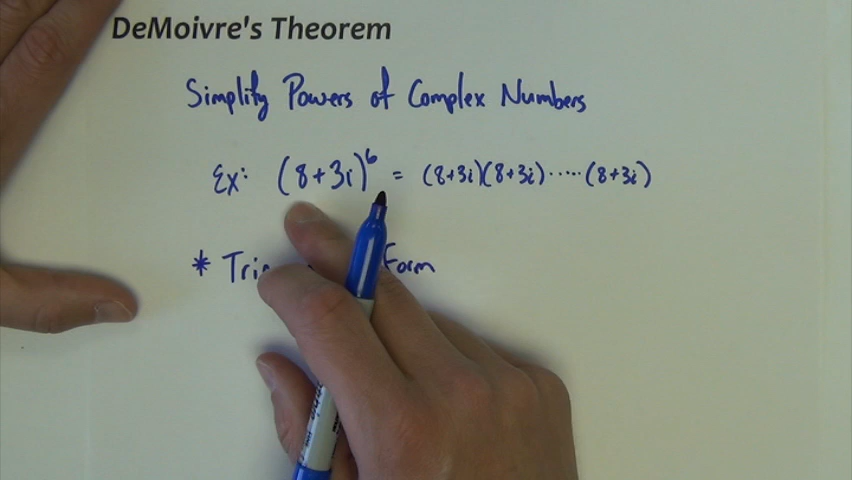 DeMoivre's Theorem
Simplify Powers of Complex Numbers
Ex: (8+3i)⁶ = (8+3i)(8+3i)·····(8+3i)
* Form